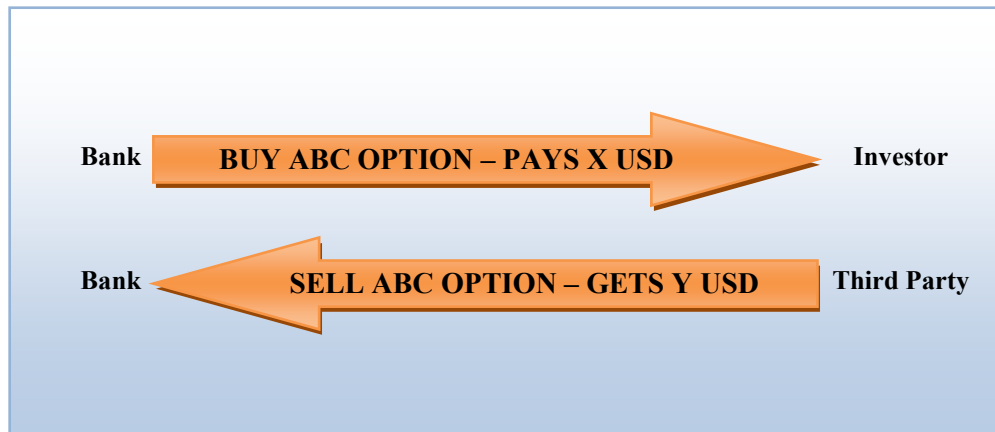 Bank BUY ABC OPTION – PAYS X USD Investor
Bank SELL ABC OPTION – GETS Y USD Third Party